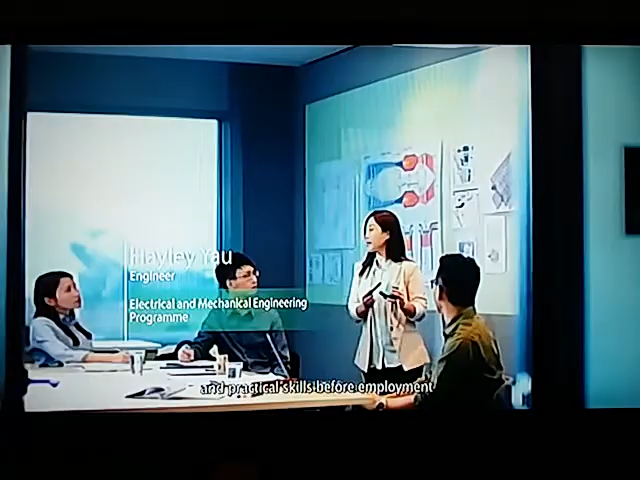 Hayley Yau
Engineer
Electrical and Mechanical Engineering
Programme
and practical skills before employment